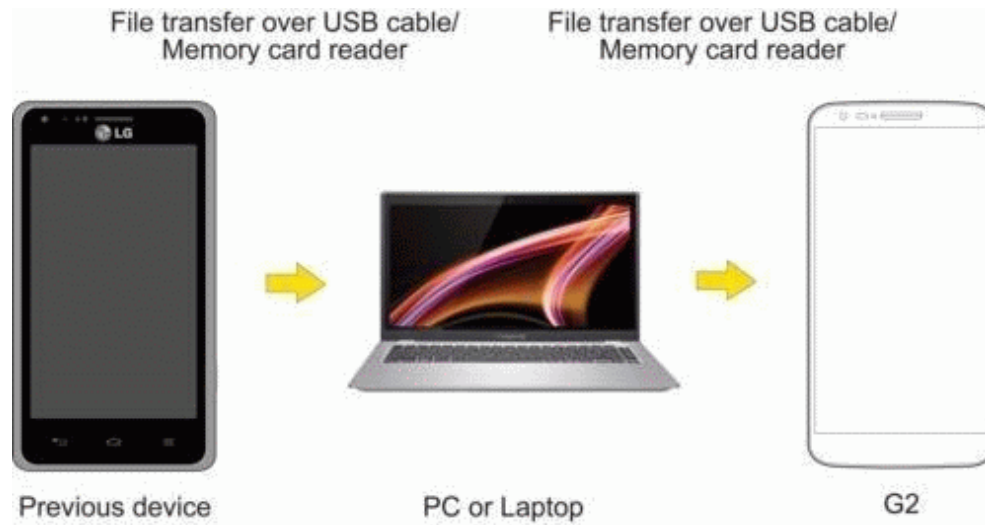 File transfer over USB cable/
Memory card reader
File transfer over USB cable/
Memory card reader
LG
Previous device
PC or Laptop
G2